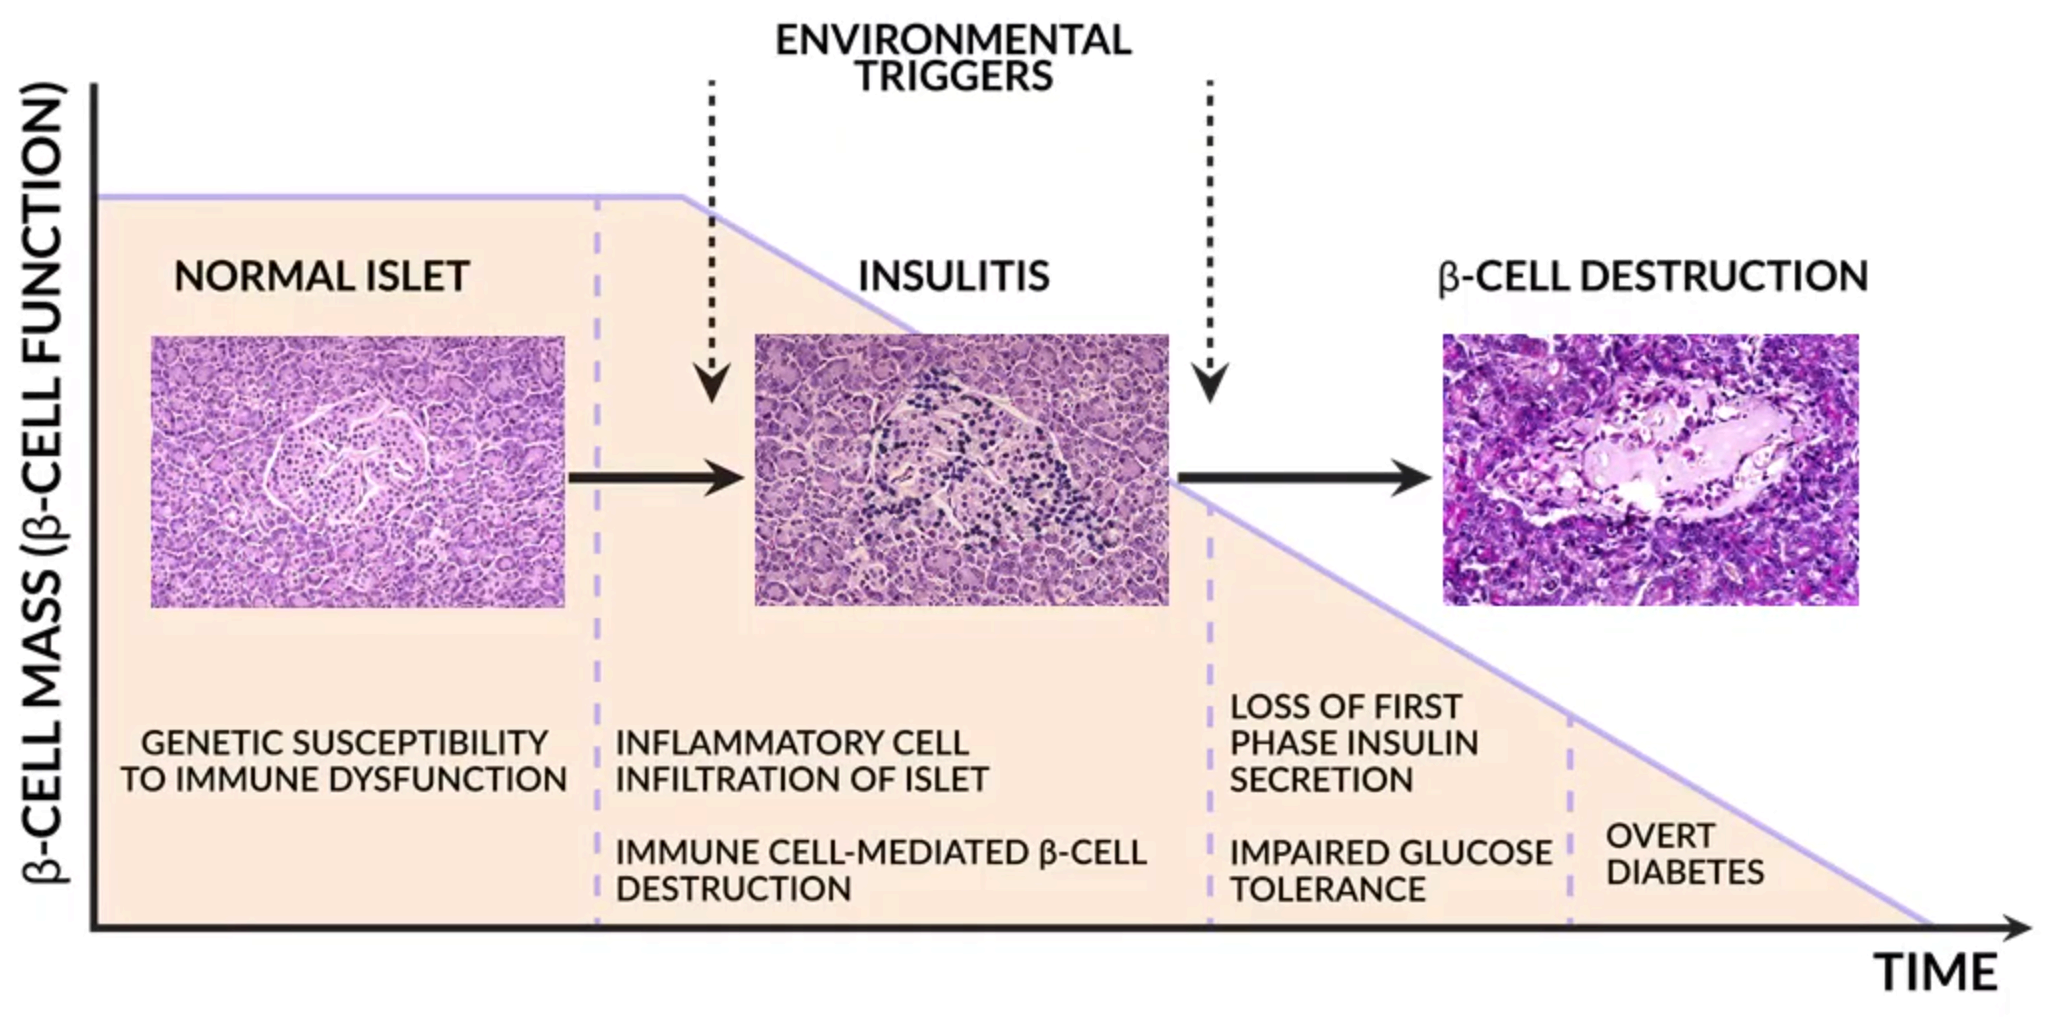 ENVIRONMENTAL
TRIGGERS
β-CELL MASS (β-CELL FUNCTION)
NORMAL ISLET
INSULITIS
β-CELL DESTRUCTION
GENETIC SUSCEPTIBILITY
TO IMMUNE DYSFUNCTION
INFLAMMATORY CELL
INFILTRATION OF ISLET
IMMUNE CELL-MEDIATED β-CELL
DESTRUCTION
LOSS OF FIRST
PHASE INSULIN
SECRETION
IMPAIRED GLUCOSE
TOLERANCE
OVERT
DIABETES
TIME